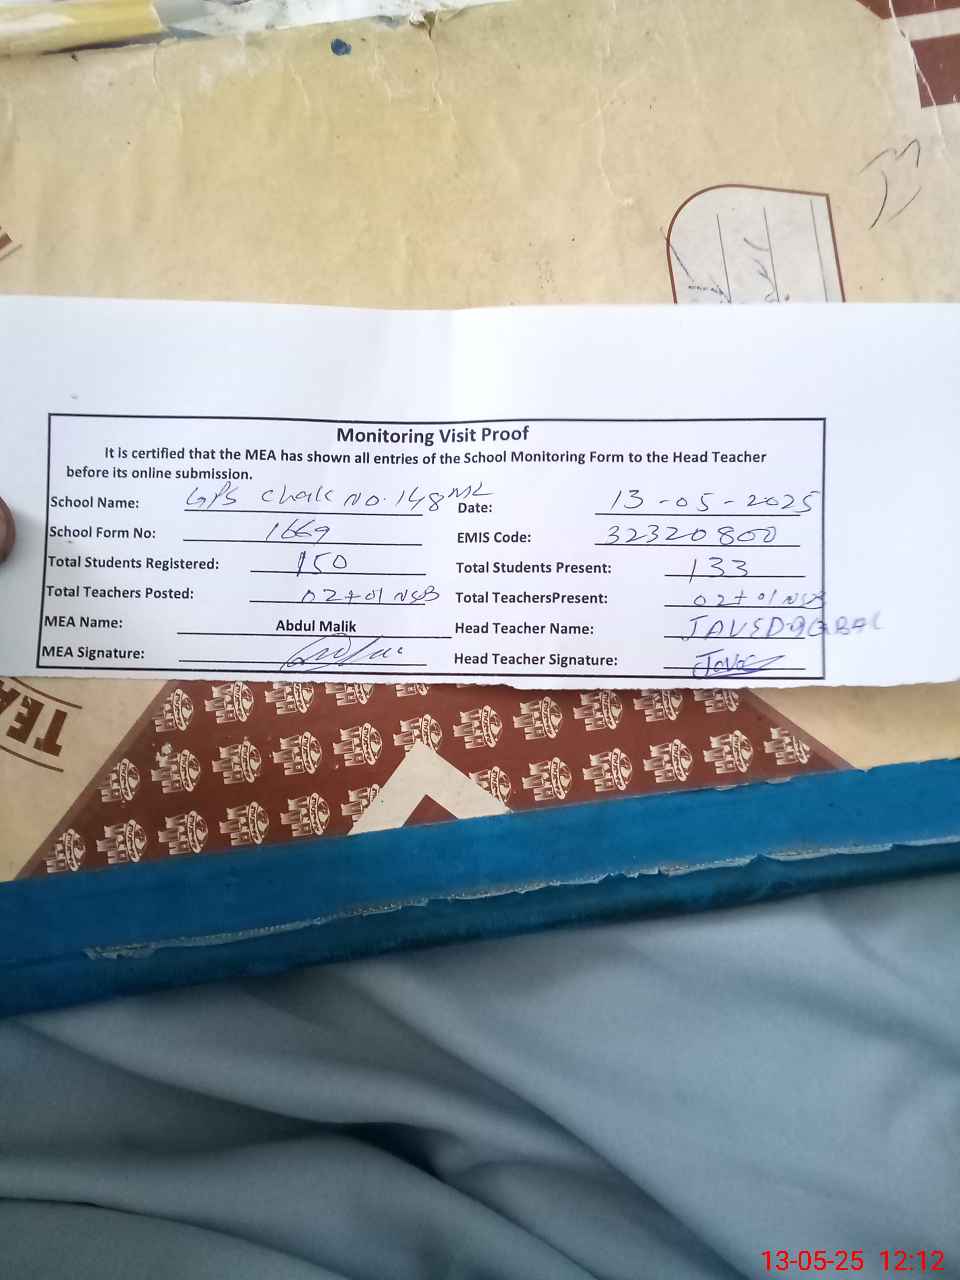 Monitoring Visit Proof
It is certified that the MEA has shown all entries of the School Monitoring Form to the Head Teacher
before its online submission.
School Name: GPS Chak No. 148 ML Date: 13-05-2025
School Form No: 1669 EMIS Code: 32320800
Total Students Registered: 150 Total Students Present: 133
Total Teachers Posted: 02+01 NSB Total TeachersPresent: 02+01 NSB
MEA Name: Abdul Malik Head Teacher Name: JAVED IQBAL
MEA Signature: Head Teacher Signature:
TEA
13-05-25 12:12